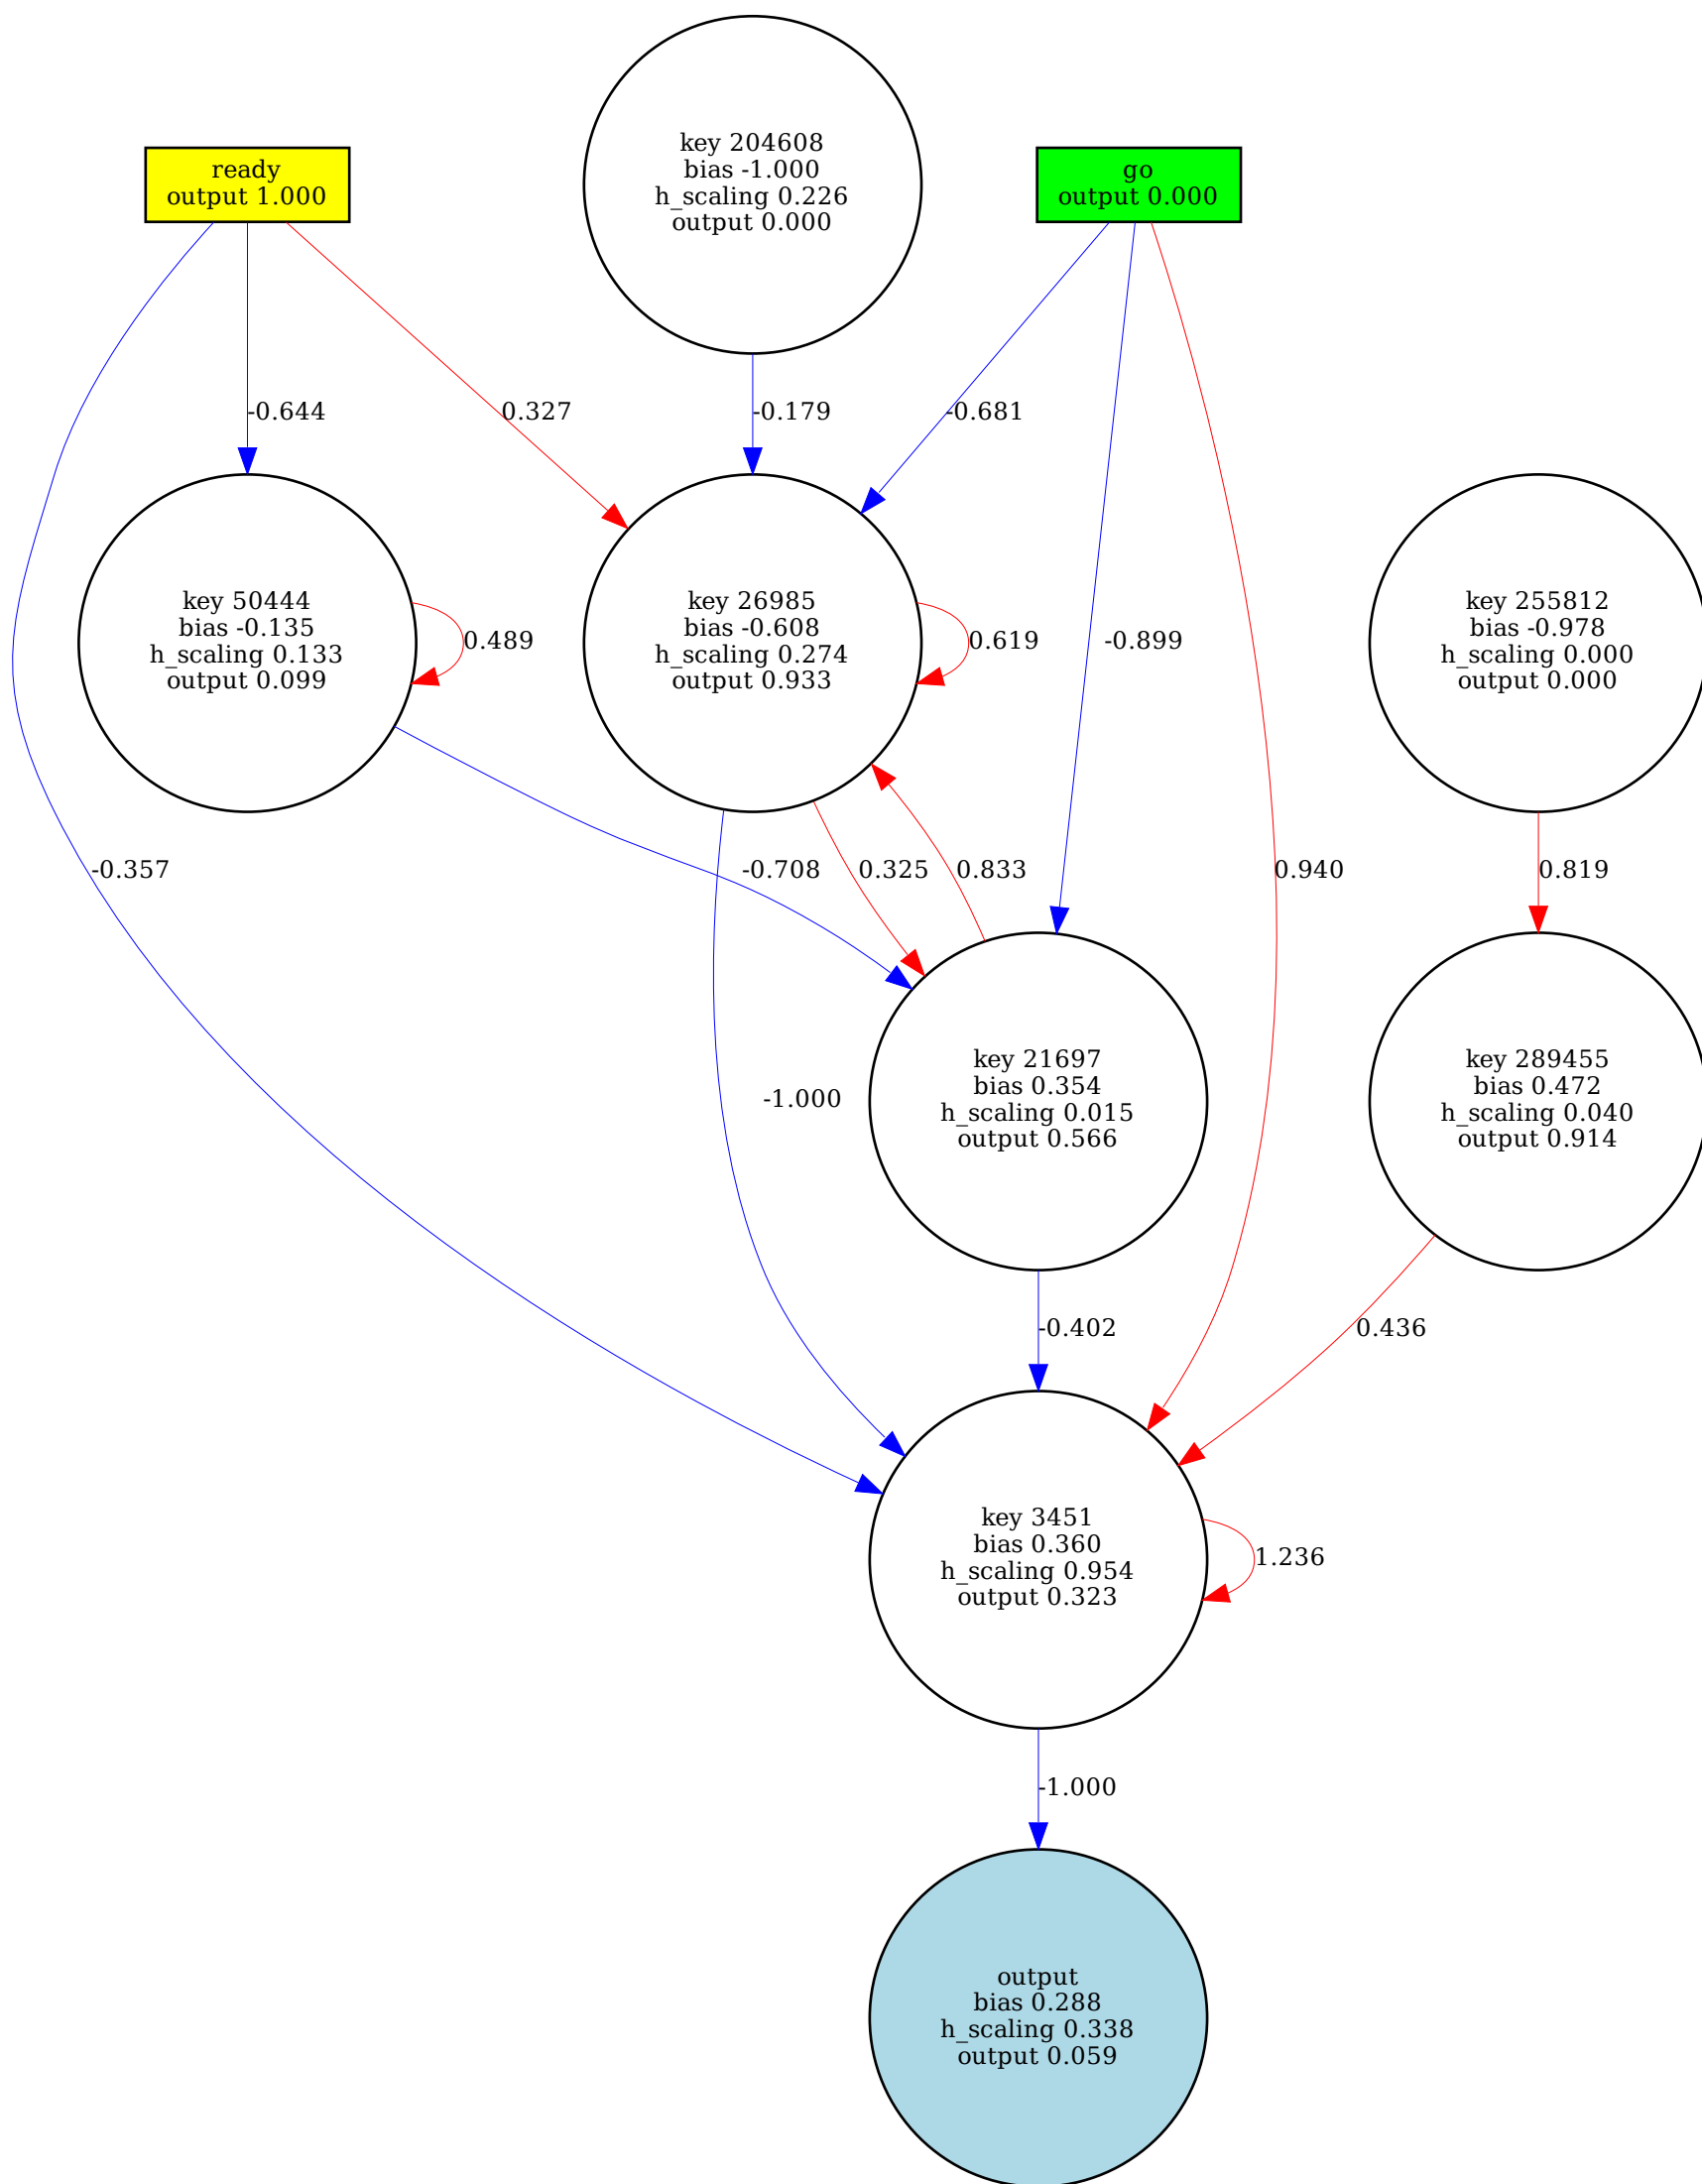 key 204608
bias -1.000
h_scaling 0.226
output 0.000
ready
output 1.000
go
output 0.000
-0.644
0.327
-0.179
-0.681
key 50444
bias -0.135
h_scaling 0.133
output 0.099
0.489
key 26985
bias -0.608
h_scaling 0.274
output 0.933
0.619
-0.899
key 255812
bias -0.978
h_scaling 0.000
output 0.000
-0.357
-0.708
0.325
0.833
0.940
0.819
-1.000
key 21697
bias 0.354
h_scaling 0.015
output 0.566
key 289455
bias 0.472
h_scaling 0.040
output 0.914
-0.402
0.436
key 3451
bias 0.360
h_scaling 0.954
output 0.323
1.236
-1.000
output
bias 0.288
h_scaling 0.338
output 0.059